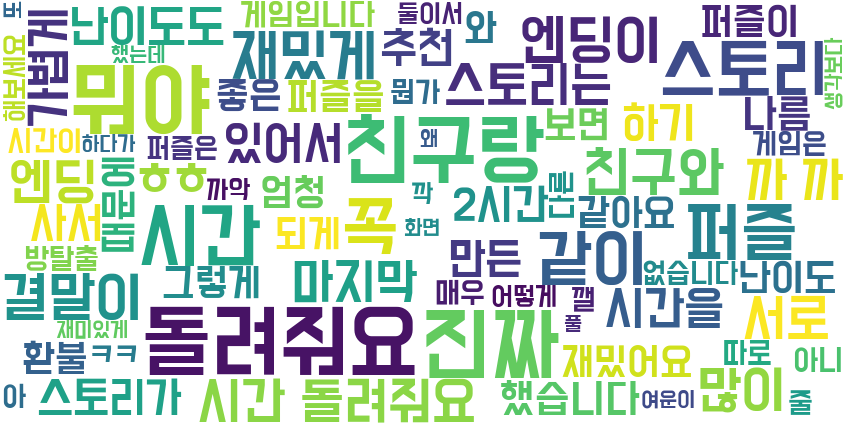 버 난이도도 게임입니다 둘이서 와 엔딩이 퍼즐이
해보세요 가볍게 했는데 재밌게 추천 스토리는 스토리 생각보다
뭐야 좋은 퍼즐을 뭔가 나름
시간이 하다가 퍼즐은 있어서 친구랑 왜 보면 하기 게임은
엔딩 때문에 ㅎㅎ 까악 엄청 깍 2시간 둘 다 친구와 까 까
사서 시간 되게 꼭 화면 같아요 퍼즐
방탈출 그렇게 마지막 만든 같이 없습니다 난이도
결말이 매우 어떻게 깰 시간을 서로
재미있게 돌려줘요 진짜 풀
환불 ㅋㅋ 재밌어요 따로 아니
아 스토리가 시간 돌려줘요 했습니다 여운이 많이 줄